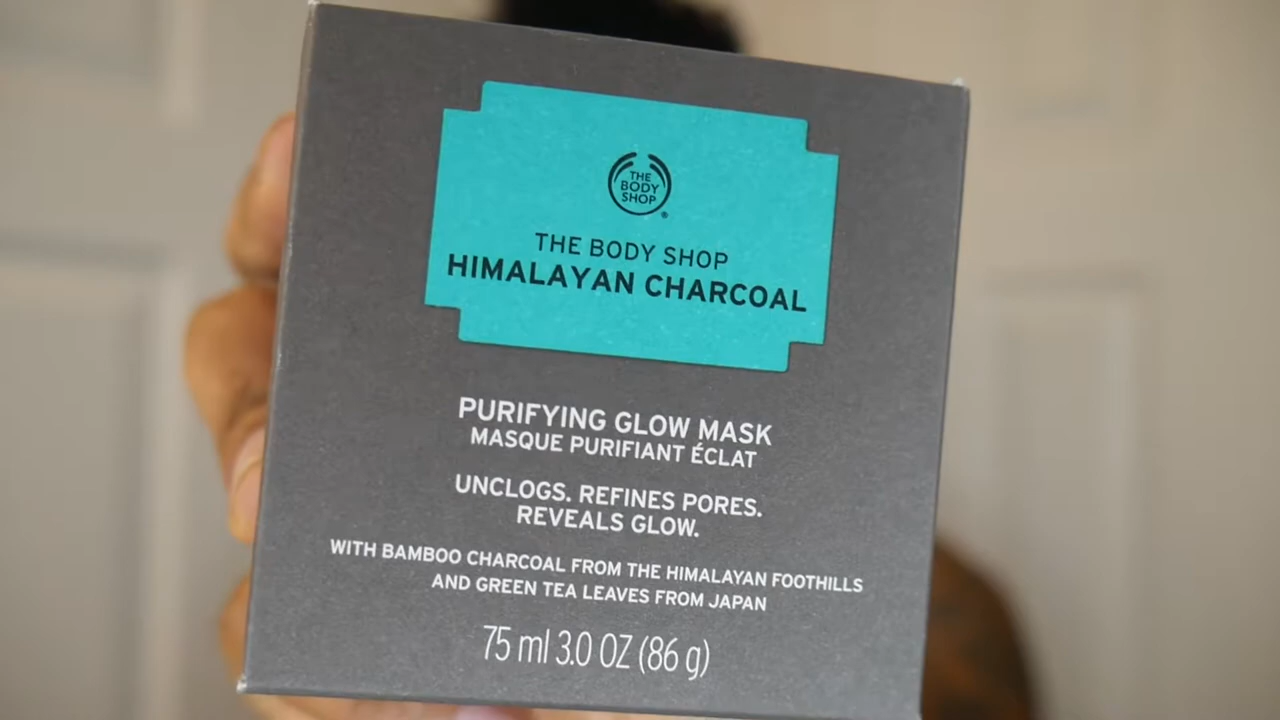 THE
BODY
SHOP
®
THE BODY SHOP
HIMALAYAN CHARCOAL
PURIFYING GLOW MASK
MASQUE PURIFIANT ÉCLAT
UNCLOGS. REFINES PORES.
REVEALS GLOW.
WITH BAMBOO CHARCOAL FROM THE HIMALAYAN FOOTHILLS
AND GREEN TEA LEAVES FROM JAPAN
75 ml 3.0 OZ (86 g)